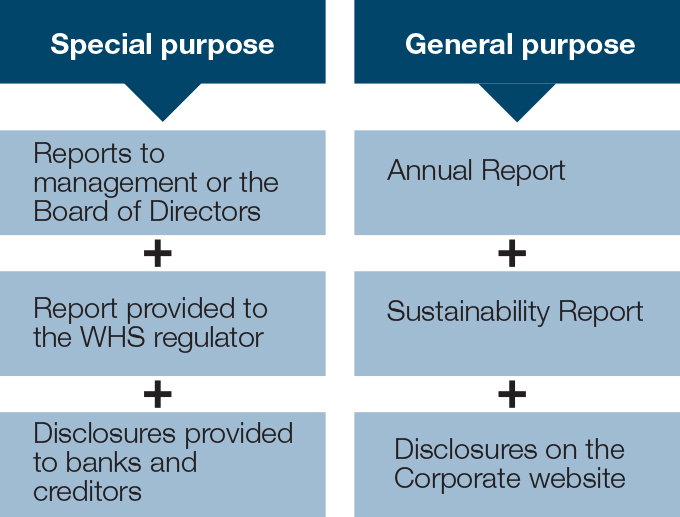 Special purpose
Reports to
management or the
Board of Directors
+
Report provided to
the WHS regulator
+
Disclosures provided
to banks and
creditors
General purpose
Annual Report
+
Sustainability Report
+
Disclosures on the
Corporate website